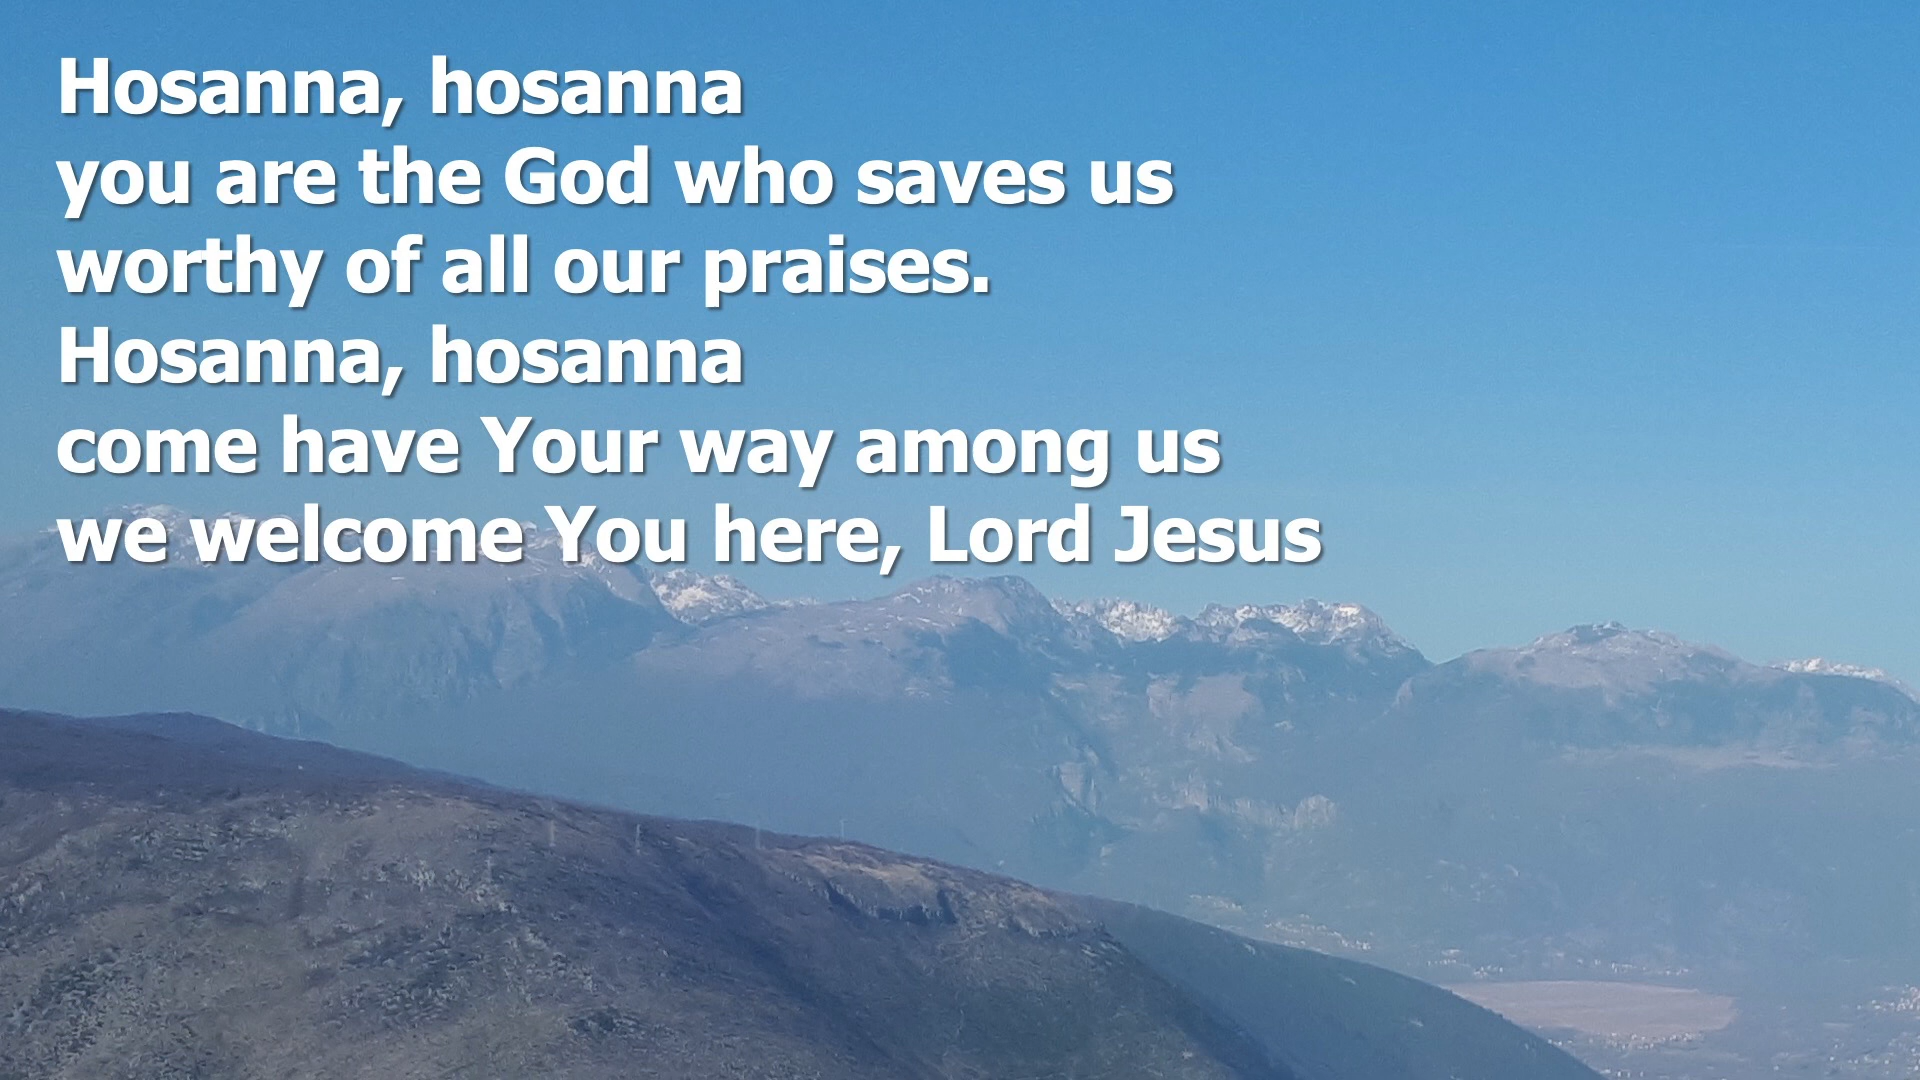 Hosanna, hosanna
you are the God who saves us
worthy of all our praises.
Hosanna, hosanna
come have Your way among us
we welcome You here, Lord Jesus